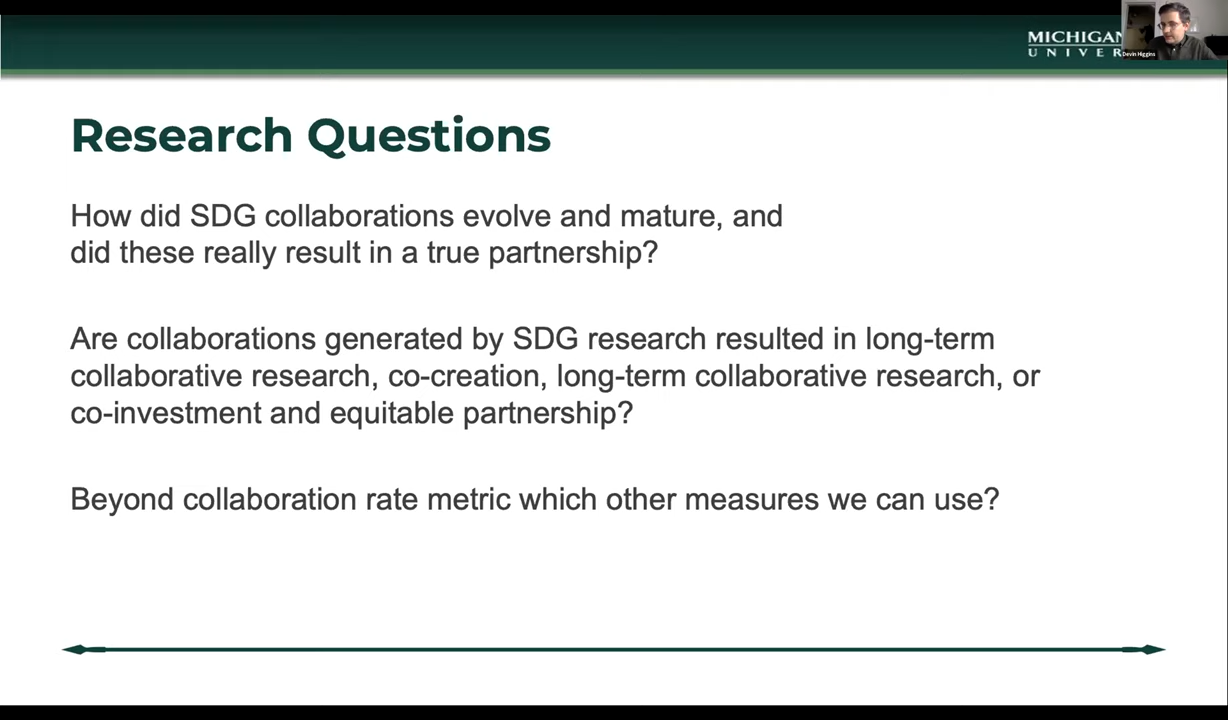 MICHIGAN
UNIVER
Devin Higgins
Research Questions
How did SDG collaborations evolve and mature, and
did these really result in a true partnership?
Are collaborations generated by SDG research resulted in long-term
collaborative research, co-creation, long-term collaborative research, or
co-investment and equitable partnership?
Beyond collaboration rate metric which other measures we can use?